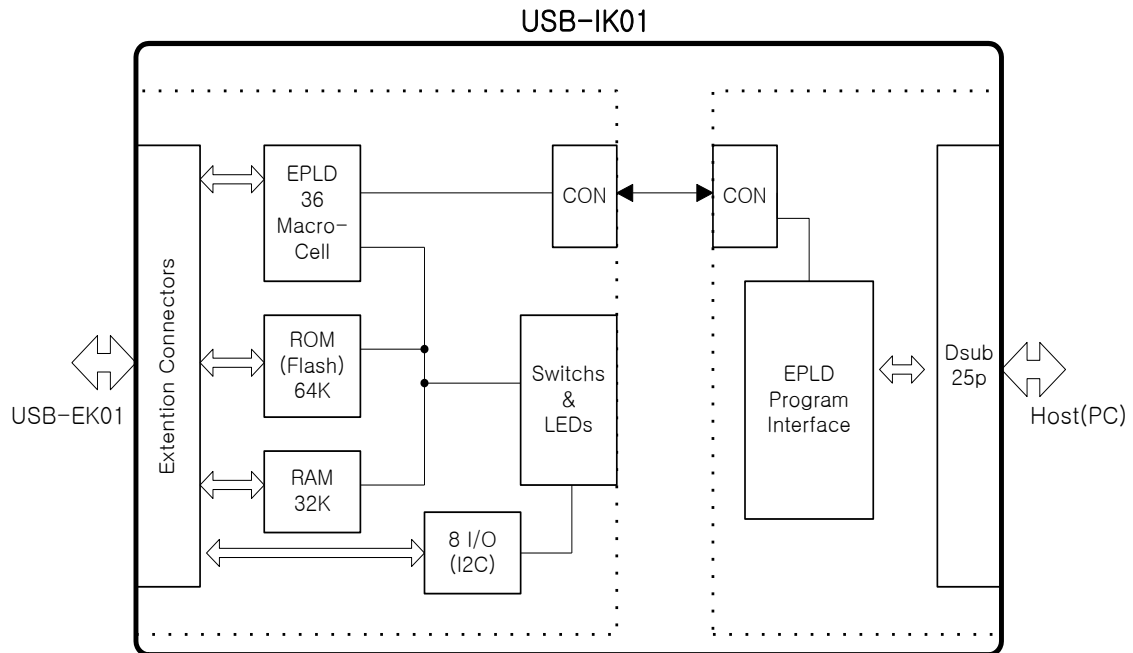 USB-IK01
EPLD
36
Macro-
Cell
CON
CON
Extention Connectors
ROM
(Flash)
64K
Switchs
&
LEDs
EPLD
Program
Interface
Dsub
25p
USB-EK01
Host(PC)
RAM
32K
8 I/O
(I2C)